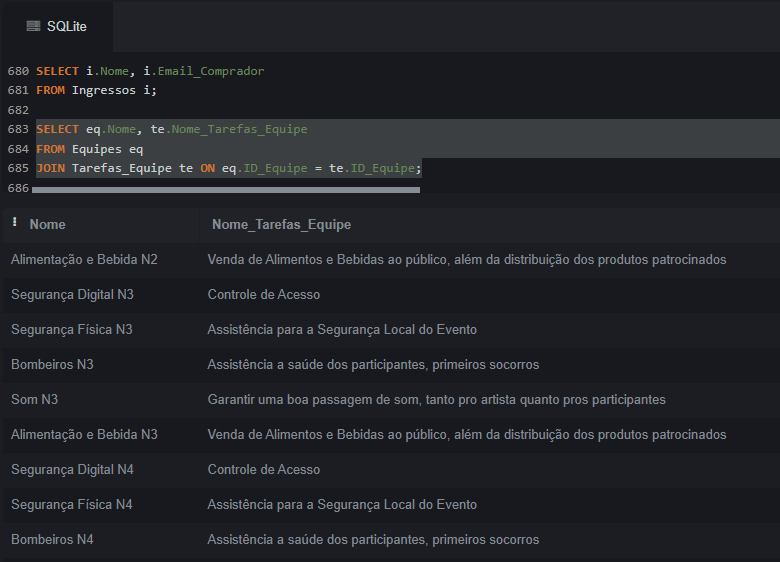 SQLite
680 SELECT i.Nome, i.Email_Comprador
681 FROM Ingressos i;
682
683 SELECT eq.Nome, te.Nome_Tarefas_Equipe
684 FROM Equipes eq
685 JOIN Tarefas_Equipe te ON eq.ID_Equipe = te.ID_Equipe;
686
Nome Nome_Tarefas_Equipe
Alimentação e Bebida N2 Venda de Alimentos e Bebidas ao público, além da distribuição dos produtos patrocinados
Segurança Digital N3 Controle de Acesso
Segurança Física N3 Assistência para a Segurança Local do Evento
Bombeiros N3 Assistência a saúde dos participantes, primeiros socorros
Som N3 Garantir uma boa passagem de som, tanto pro artista quanto pros participantes
Alimentação e Bebida N3 Venda de Alimentos e Bebidas ao público, além da distribuição dos produtos patrocinados
Segurança Digital N4 Controle de Acesso
Segurança Física N4 Assistência para a Segurança Local do Evento
Bombeiros N4 Assistência a saúde dos participantes, primeiros socorros